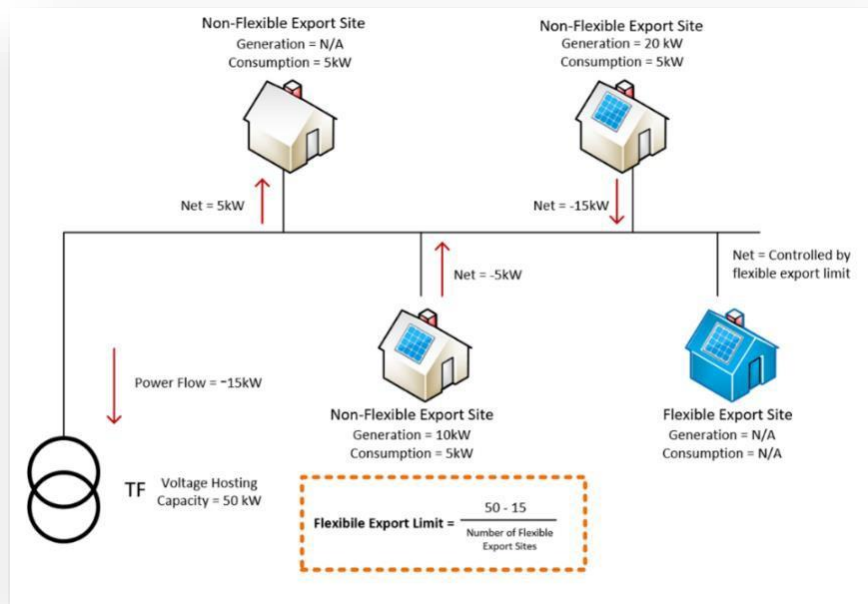 Non-Flexible Export Site
Generation = N/A
Consumption = 5kW
Non-Flexible Export Site
Generation = 20 kW
Consumption = 5kW
Net = 5kW
Net = -15kW
Net = Controlled by
flexible export limit
Net = -5kW
Power Flow = -15kW
Non-Flexible Export Site
Generation = 10kW
Consumption = 5kW
Flexible Export Site
Generation = N/A
Consumption = N/A
TF
Voltage Hosting
Capacity = 50 kW
Flexibile Export Limit =
50 - 15
Number of Flexible
Export Sites